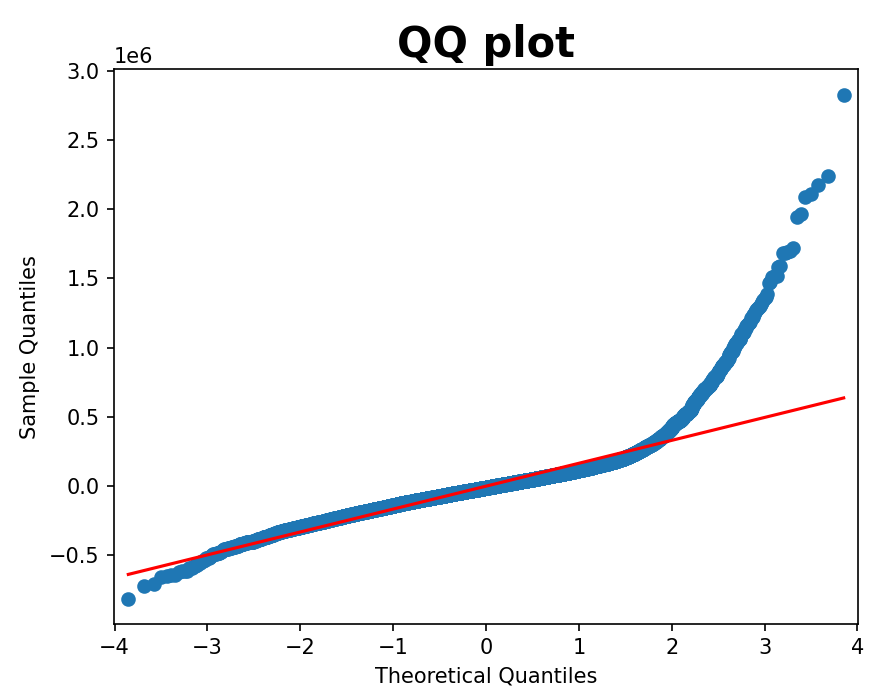 QQ plot
1e6
3.0
2.5
2.0
1.5
1.0
0.5
0.0
−0.5
−4 −3 −2 −1 0 1 2 3 4
Sample Quantiles
Theoretical Quantiles